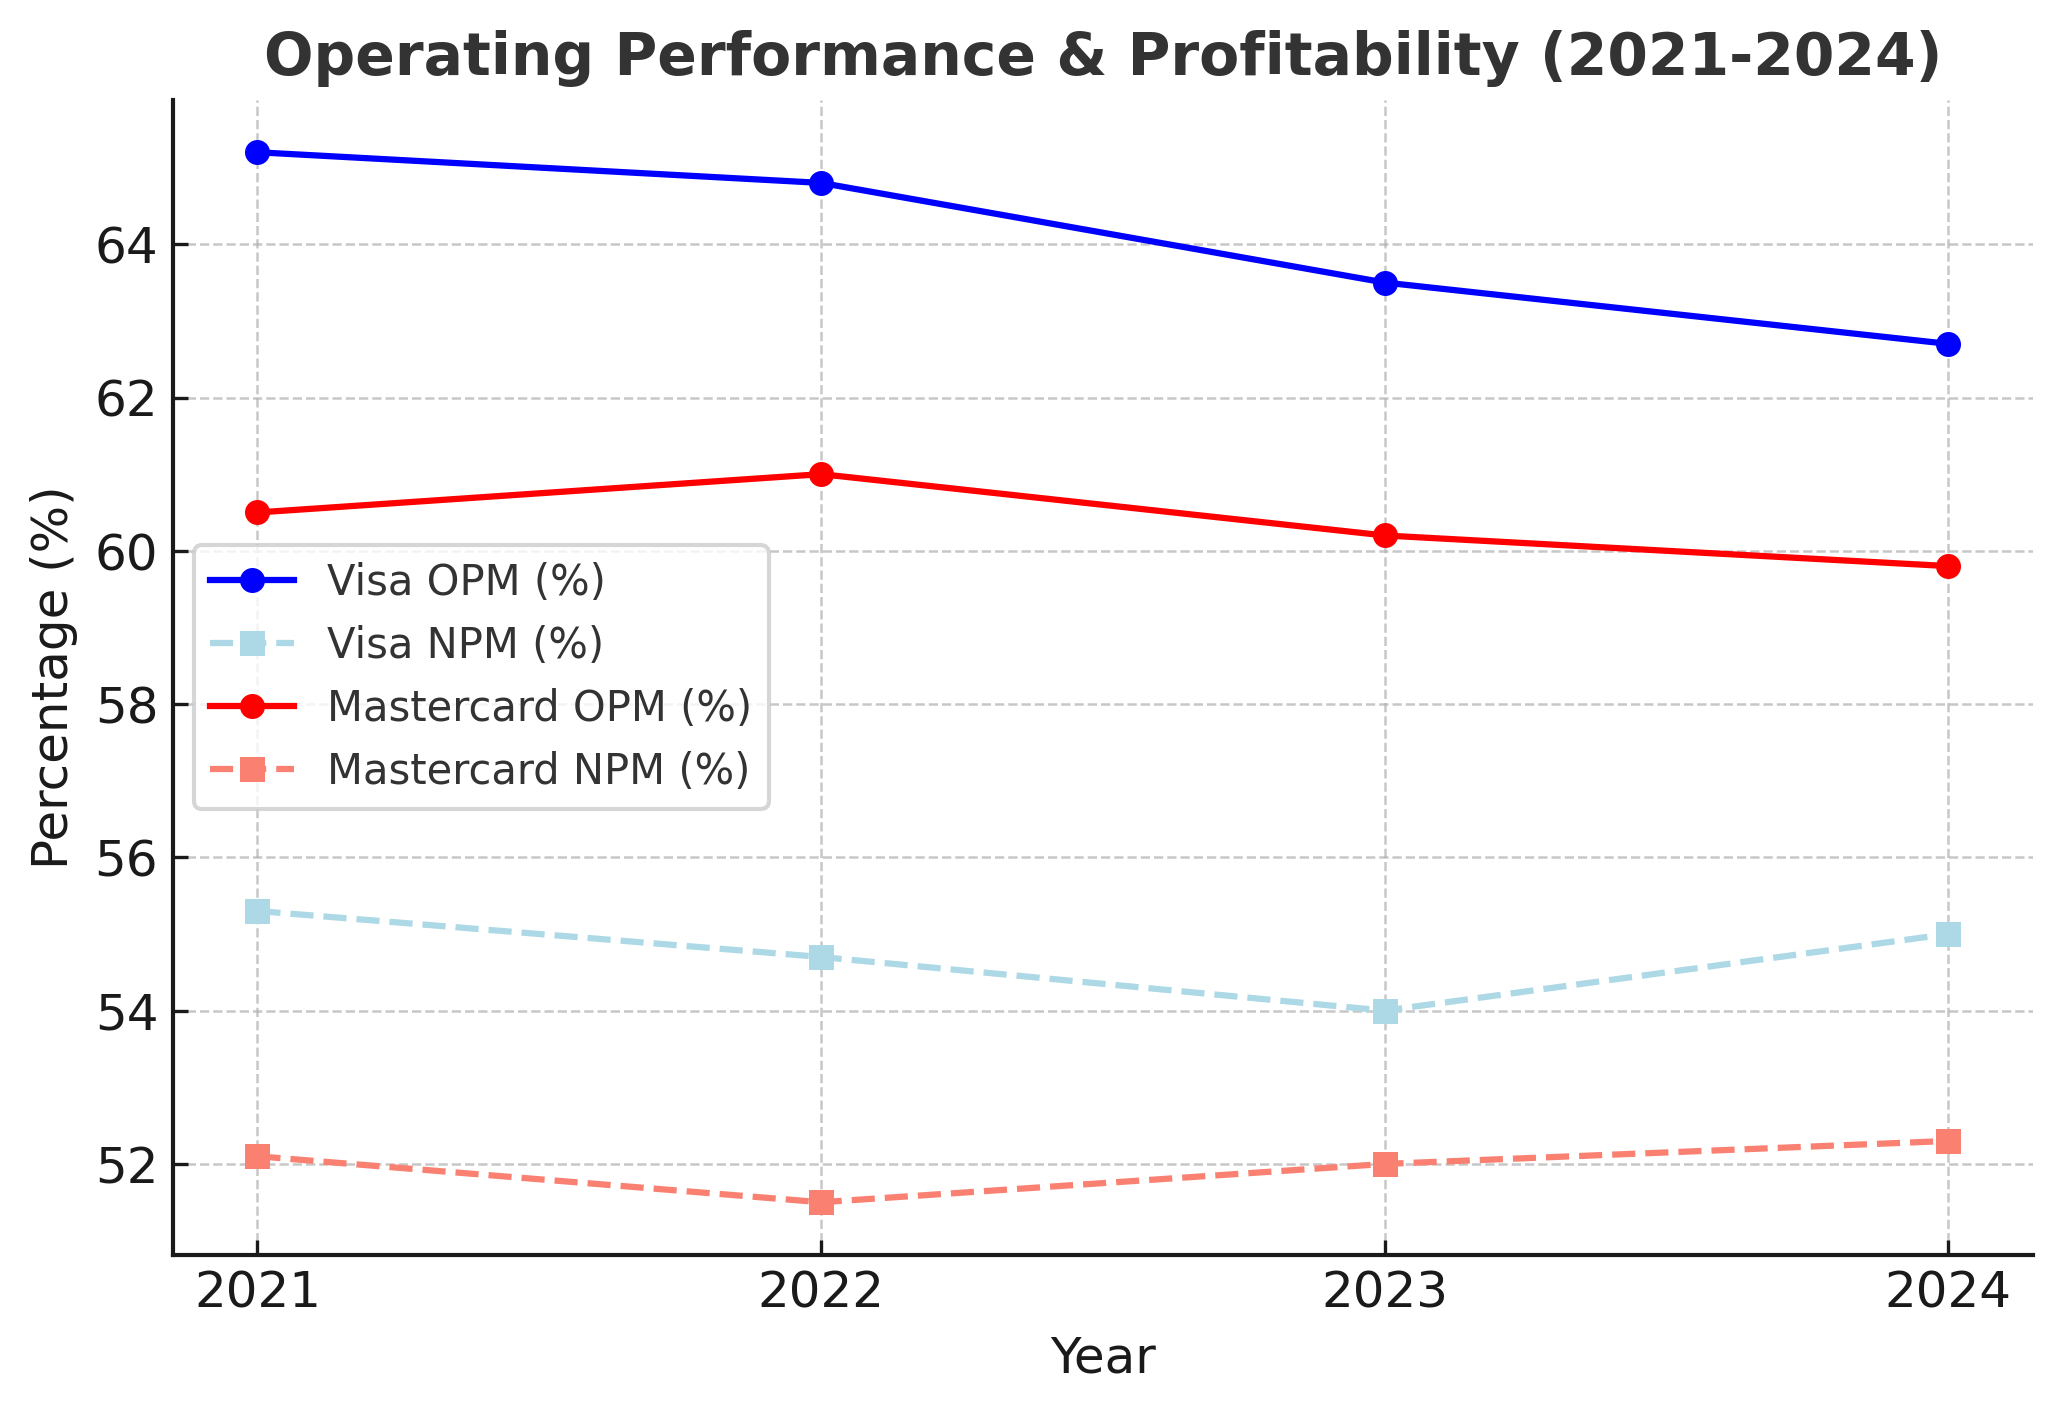 Operating Performance & Profitability (2021-2024)
Percentage (%)
64
62
60
58
56
54
52
Visa OPM (%)
Visa NPM (%)
Mastercard OPM (%)
Mastercard NPM (%)
2021 2022 2023 2024
Year